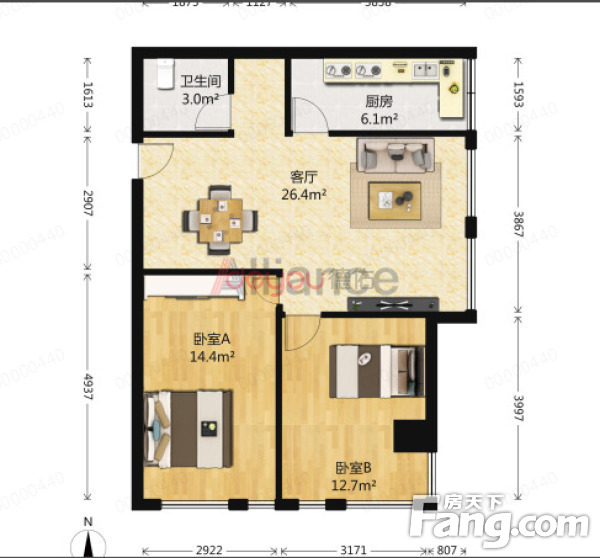 1875 1127 3858
卫生间
3.0m²
厨房
6.1m²
1613
1593
客厅
26.4m²
2907
3867
Alliance
卧室A
14.4m²
4937
3997
卧室B
12.7m²
房天下
Fang.com
N
2922 3171 807
00000440